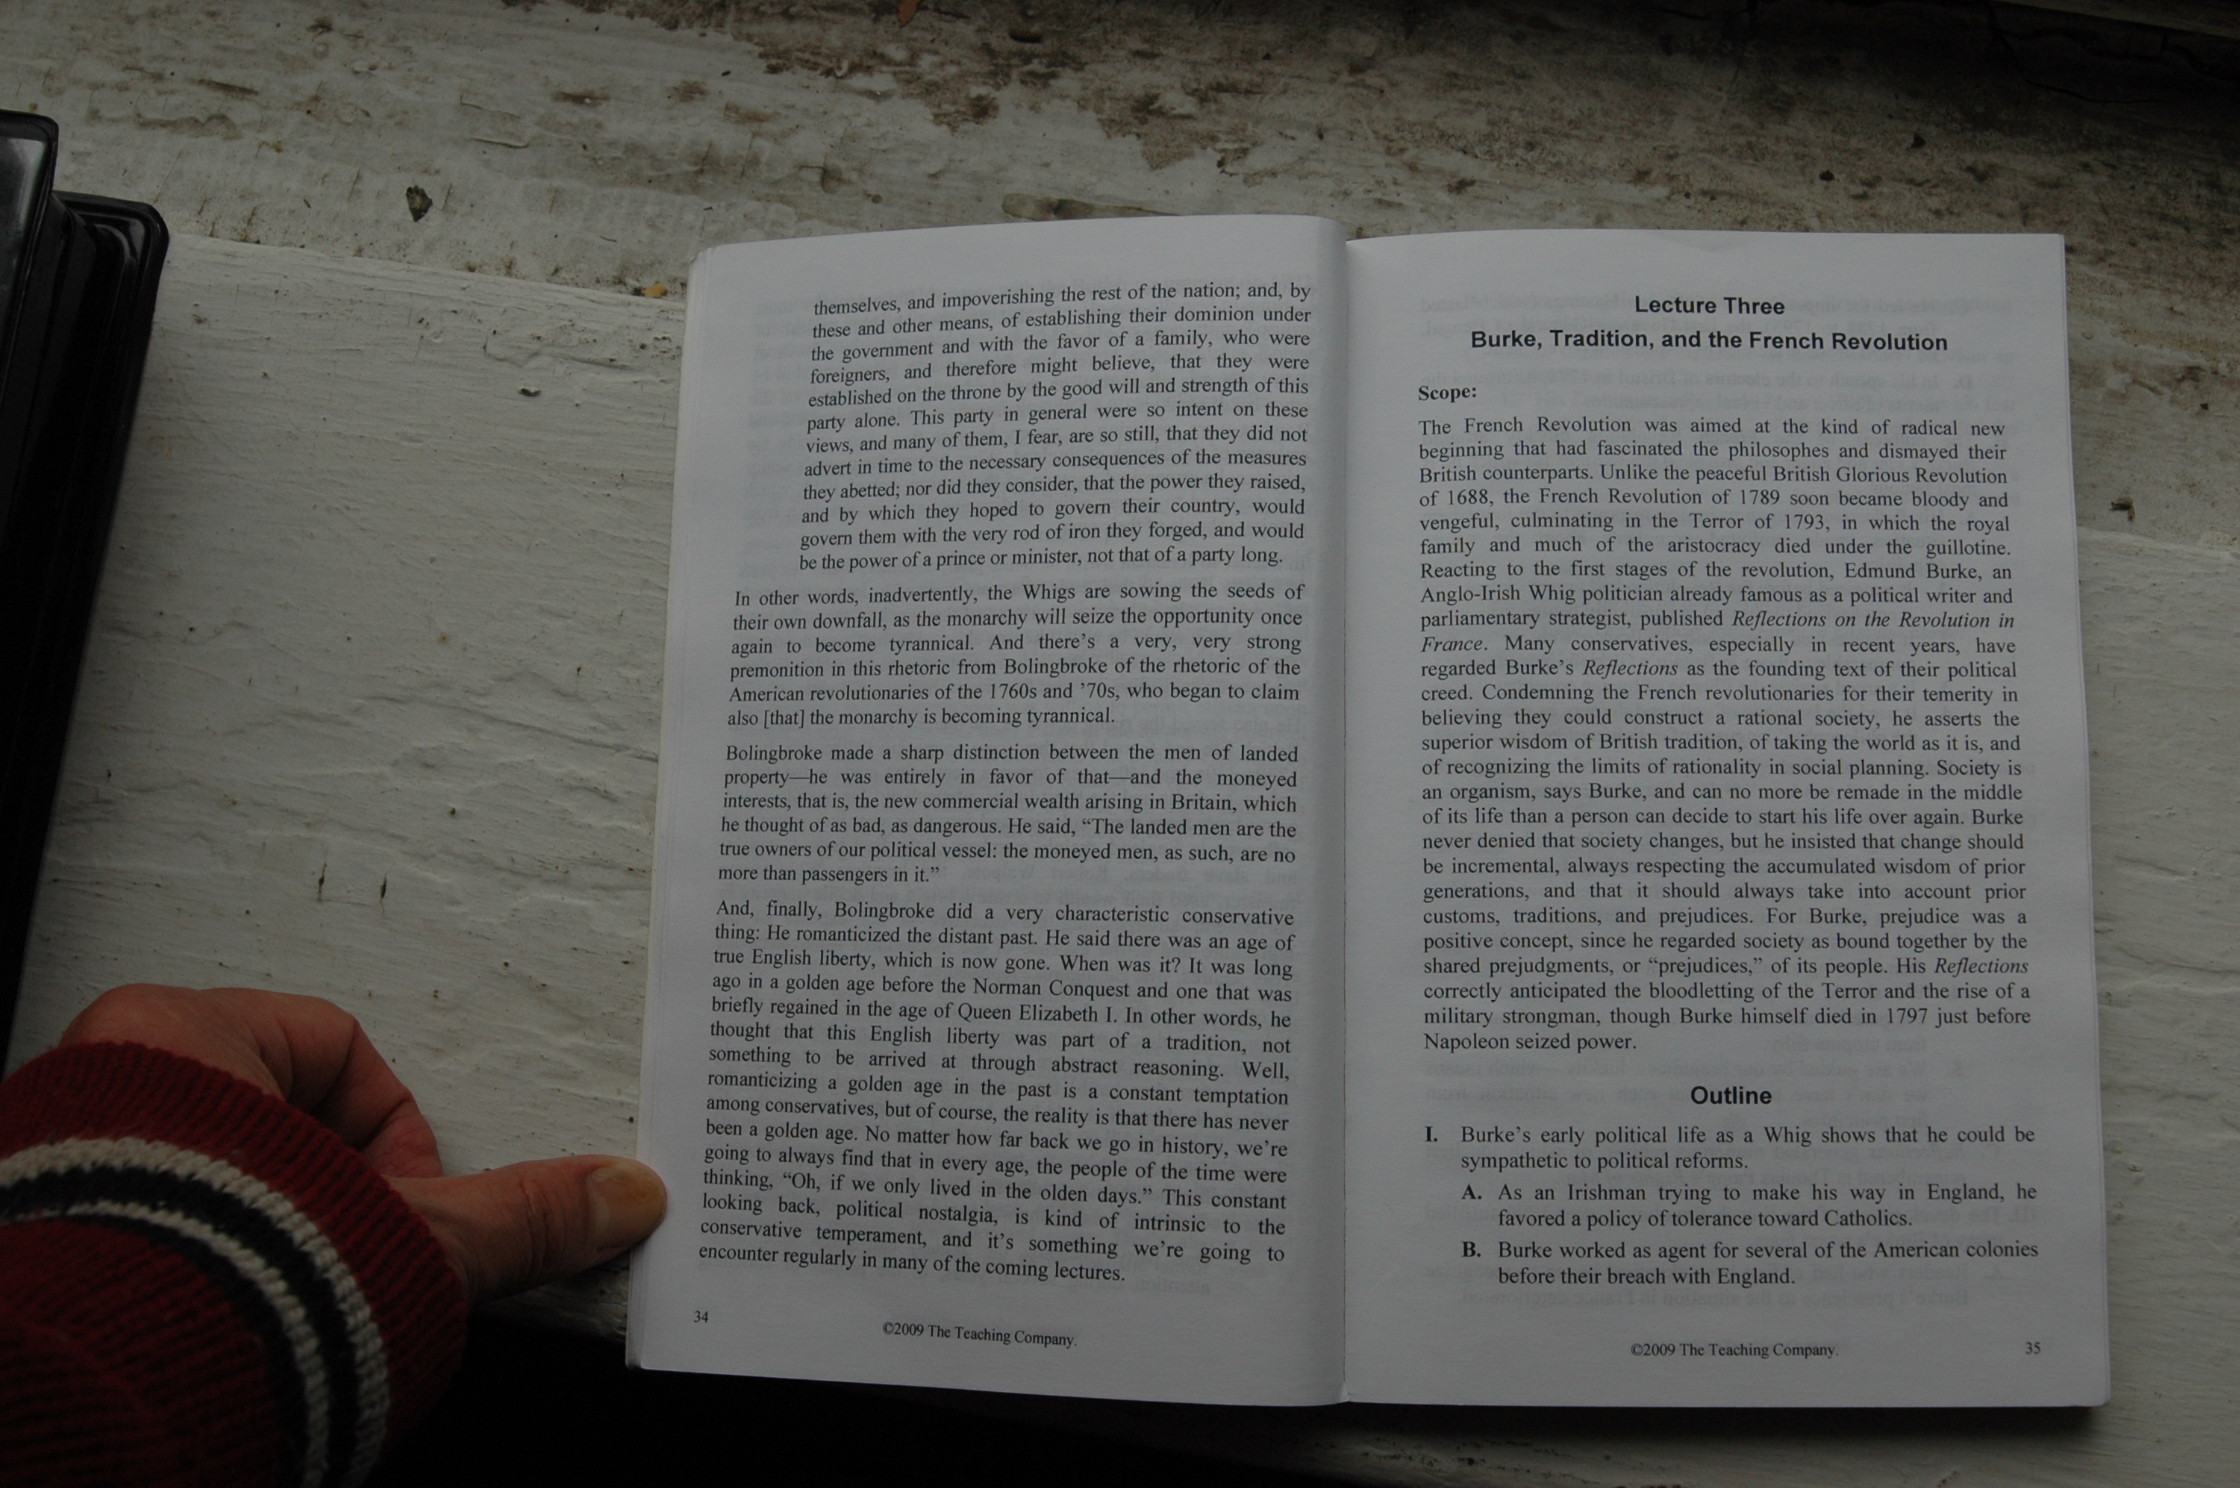 themselves, and impoverishing the rest of the nation; and, by
these and other means, of establishing their dominion under
the government and with the favor of a family, who were
foreigners, and therefore might believe, that they were
established on the throne by the good will and strength of this
party alone. This party in general were so intent on these
views, and many of them, I fear, are so still, that they did not
advert in time to the necessary consequences of the measures
they abetted; nor did they consider, that the power they raised,
and by which they hoped to govern their country, would
govern them with the very rod of iron they forged, and would
be the power of a prince or minister, not that of a party long.
In other words, inadvertently, the Whigs are sowing the seeds of
their own downfall, as the monarchy will seize the opportunity once
again to become tyrannical. And there's a very, very strong
premonition in this rhetoric from Bolingbroke of the rhetoric of the
American revolutionaries of the 1760s and '70s, who began to claim
also [that] the monarchy is becoming tyrannical.
Bolingbroke made a sharp distinction between the men of landed
property—he was entirely in favor of that—and the moneyed
interests, that is, the new commercial wealth arising in Britain, which
he thought of as bad, as dangerous. He said, “The landed men are the
true owners of our political vessel: the moneyed men, as such, are no
more than passengers in it.”
And, finally, Bolingbroke did a very characteristic conservative
thing: He romanticized the distant past. He said there was an age of
true English liberty, which is now gone. When was it? It was long
ago in a golden age before the Norman Conquest and one that was
briefly regained in the age of Queen Elizabeth I. In other words, he
thought that this English liberty was part of a tradition, not
something to be arrived at through abstract reasoning. Well,
romanticizing a golden age in the past is a constant temptation
among conservatives, but of course, the reality is that there has never
been a golden age. No matter how far back we go in history, we're
going to always find that in every age, the people of the time were
thinking, “Oh, if we only lived in the olden days.” This constant
looking back, political nostalgia, is kind of intrinsic to the
conservative temperament, and it's something we're going to
encounter regularly in many of the coming lectures.
34
©2009 The Teaching Company.
Lecture Three
Burke, Tradition, and the French Revolution
Scope:
The French Revolution was aimed at the kind of radical new
beginning that had fascinated the philosophes and dismayed their
British counterparts. Unlike the peaceful British Glorious Revolution
of 1688, the French Revolution of 1789 soon became bloody and
vengeful, culminating in the Terror of 1793, in which the royal
family and much of the aristocracy died under the guillotine.
Reacting to the first stages of the revolution, Edmund Burke, an
Anglo-Irish Whig politician already famous as a political writer and
parliamentary strategist, published Reflections on the Revolution in
France. Many conservatives, especially in recent years, have
regarded Burke's Reflections as the founding text of their political
creed. Condemning the French revolutionaries for their temerity in
believing they could construct a rational society, he asserts the
superior wisdom of British tradition, of taking the world as it is, and
of recognizing the limits of rationality in social planning. Society is
an organism, says Burke, and can no more be remade in the middle
of its life than a person can decide to start his life over again. Burke
never denied that society changes, but he insisted that change should
be incremental, always respecting the accumulated wisdom of prior
generations, and that it should always take into account prior
customs, traditions, and prejudices. For Burke, prejudice was a
positive concept, since he regarded society as bound together by the
shared prejudgments, or “prejudices,” of its people. His Reflections
correctly anticipated the bloodletting of the Terror and the rise of a
military strongman, though Burke himself died in 1797 just before
Napoleon seized power.
Outline
I. Burke's early political life as a Whig shows that he could be
sympathetic to political reforms.
A. As an Irishman trying to make his way in England, he
favored a policy of tolerance toward Catholics.
B. Burke worked as agent for several of the American colonies
before their breach with England.
©2009 The Teaching Company.
35